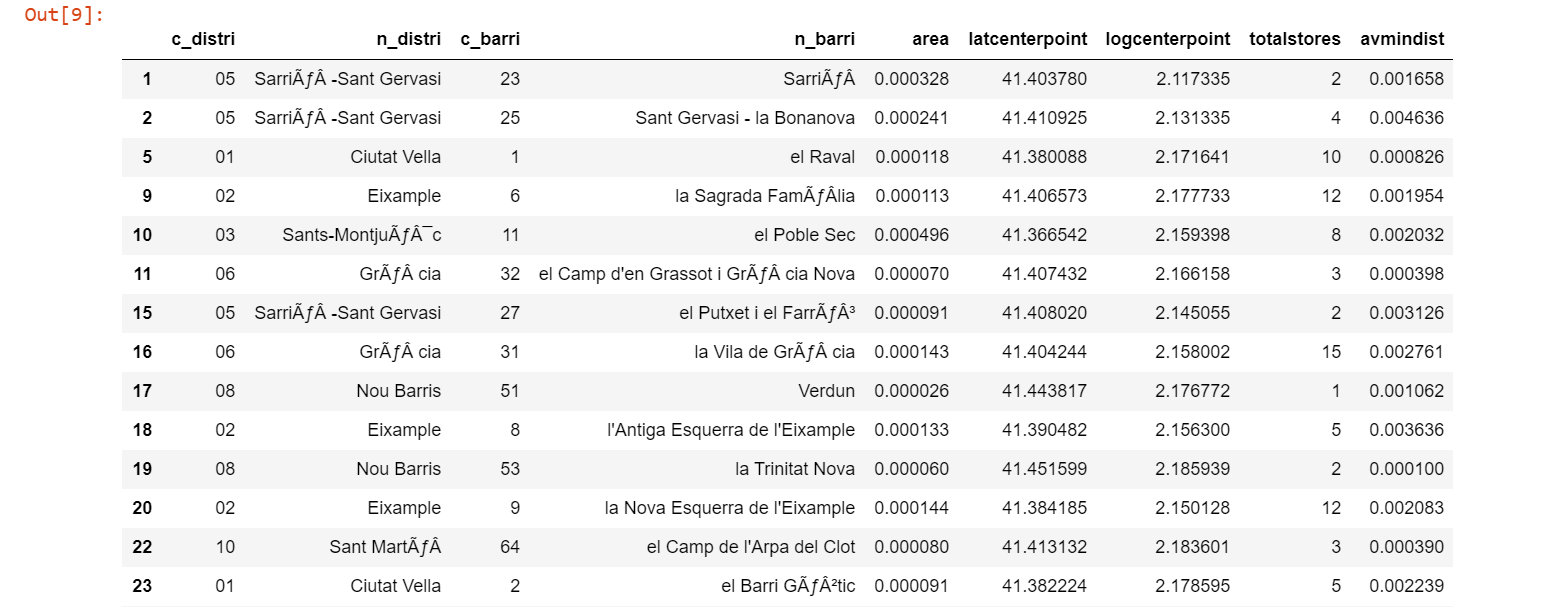 Out[9]:
c_distri n_distri c_barri n_barri area latcenterpoint logcenterpoint totalstores avmindist
1 05 SarriÃƒÂ -Sant Gervasi 23 SarriÃƒÂ 0.000328 41.403780 2.117335 2 0.001658
2 05 SarriÃƒÂ -Sant Gervasi 25 Sant Gervasi - la Bonanova 0.000241 41.410925 2.131335 4 0.004636
5 01 Ciutat Vella 1 el Raval 0.000118 41.380088 2.171641 10 0.000826
9 02 Eixample 6 la Sagrada FamÃƒÂlia 0.000113 41.406573 2.177733 12 0.001954
10 03 Sants-MontjuÃƒÂ¯c 11 el Poble Sec 0.000496 41.366542 2.159398 8 0.002032
11 06 GrÃƒÂ cia 32 el Camp d'en Grassot i GrÃƒÂ cia Nova 0.000070 41.407432 2.166158 3 0.000398
15 05 SarriÃƒÂ -Sant Gervasi 27 el Putxet i el FarrÃƒÂ³ 0.000091 41.408020 2.145055 2 0.003126
16 06 GrÃƒÂ cia 31 la Vila de GrÃƒÂ cia 0.000143 41.404244 2.158002 15 0.002761
17 08 Nou Barris 51 Verdun 0.000026 41.443817 2.176772 1 0.001062
18 02 Eixample 8 l'Antiga Esquerra de l'Eixample 0.000133 41.390482 2.156300 5 0.003636
19 08 Nou Barris 53 la Trinitat Nova 0.000060 41.451599 2.185939 2 0.000100
20 02 Eixample 9 la Nova Esquerra de l'Eixample 0.000144 41.384185 2.150128 12 0.002083
22 10 Sant MartÃƒÂ 64 el Camp de l'Arpa del Clot 0.000080 41.413132 2.183601 3 0.000390
23 01 Ciutat Vella 2 el Barri GÃƒÂ²tic 0.000091 41.382224 2.178595 5 0.002239